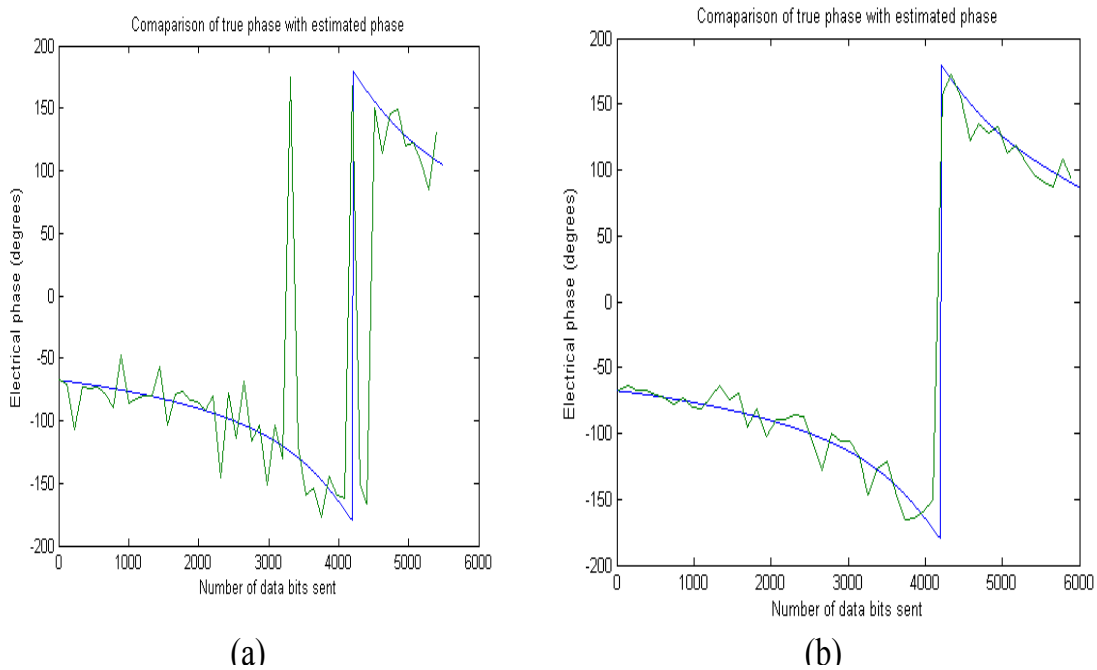 Comaparison of true phase with estimated phase
200
150
100
50
0
-50
-100
-150
-200
Electrical phase (degrees)
0 1000 2000 3000 4000 5000 6000
Number of data bits sent
(a)
Comaparison of true phase with estimated phase
200
150
100
50
0
-50
-100
-150
-200
Electrical phase (degrees)
0 1000 2000 3000 4000 5000 6000
Number of data bits sent
(b)